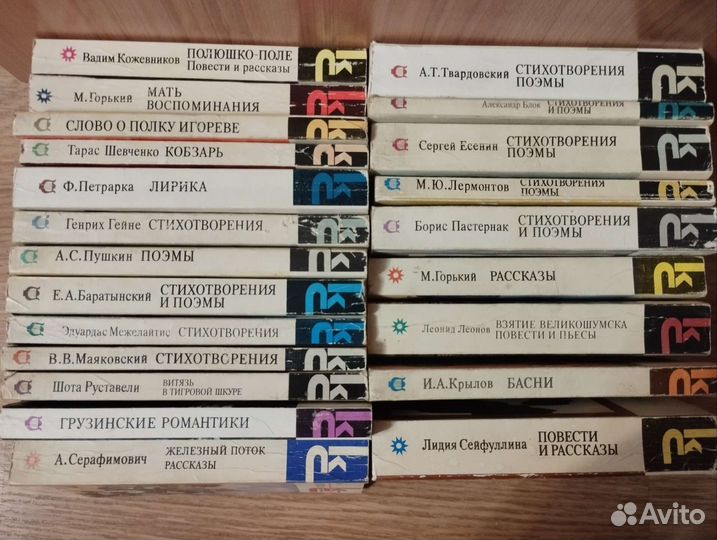 Вадим Кожевников ПОЛЮШКО-ПОЛЕ
Повести и рассказы
М.Горький МАТЬ
ВОСПОМИНАНИЯ
СЛОВО О ПОЛКУ ИГОРЕВЕ
Тарас Шевченко КОБЗАРЬ
Ф.Петрарка ЛИРИКА
Генрих Гейне СТИХОТВОРЕНИЯ
А.С.Пушкин ПОЭМЫ
Е.А.Баратынский СТИХОТВОРЕНИЯ
И ПОЭМЫ
Эдуардас Межелайтис СТИХОТВОРЕНИЯ
В.В.Маяковский СТИХОТВОРЕНИЯ
Шота Руставели ВИТЯЗЬ
В ТИГРОВОЙ ШКУРЕ
ГРУЗИНСКИЕ РОМАНТИКИ
А.Серафимович ЖЕЛЕЗНЫЙ ПОТОК
РАССКАЗЫ
А.Т.Твардовский СТИХОТВОРЕНИЯ
ПОЭМЫ
Александр Блок СТИХОТВОРЕНИЯ
И ПОЭМЫ
Сергей Есенин СТИХОТВОРЕНИЯ
ПОЭМЫ
М.Ю.Лермонтов СТИХОТВОРЕНИЯ
ПОЭМЫ
Борис Пастернак СТИХОТВОРЕНИЯ
И ПОЭМЫ
М.Горький РАССКАЗЫ
Леонид Леонов ВЗЯТИЕ ВЕЛИКОШУМСКА
ПОВЕСТИ И ПЬЕСЫ
И.А.Крылов БАСНИ
Лидия Сейфуллина ПОВЕСТИ
И РАССКАЗЫ
Avito